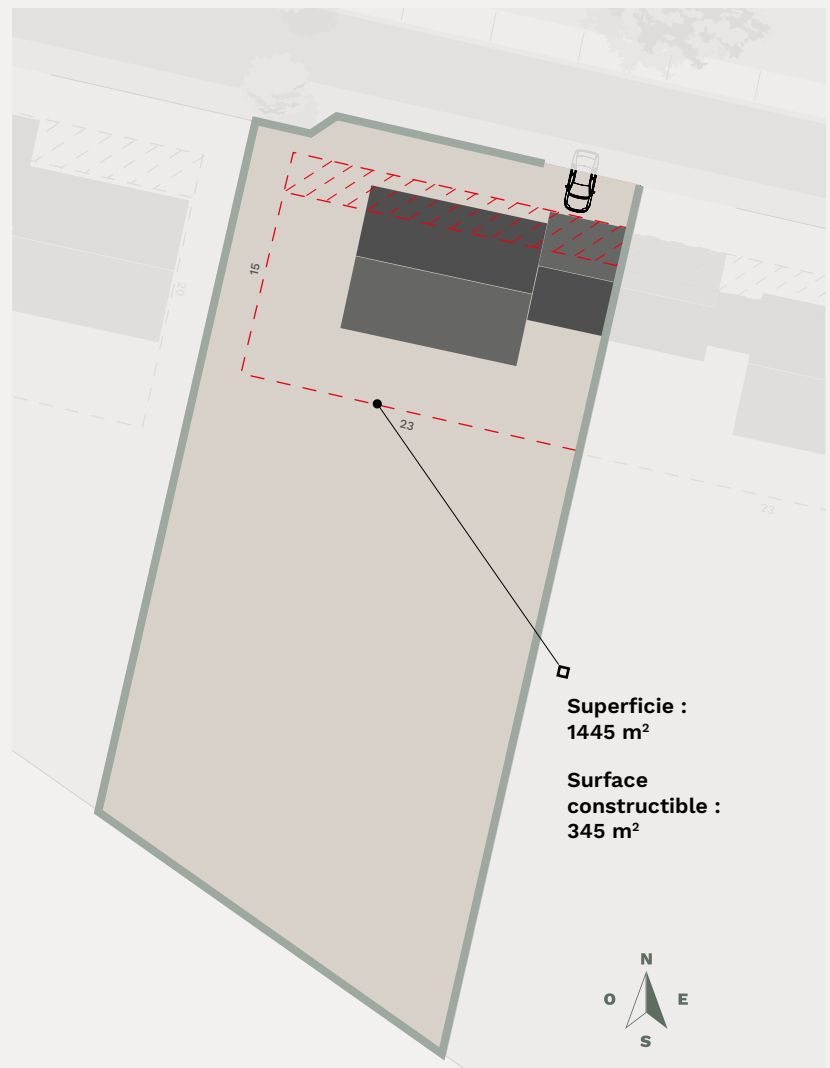 15
20
23
23
Superficie :
1445 m²
Surface
constructible :
345 m²
N
O E
S